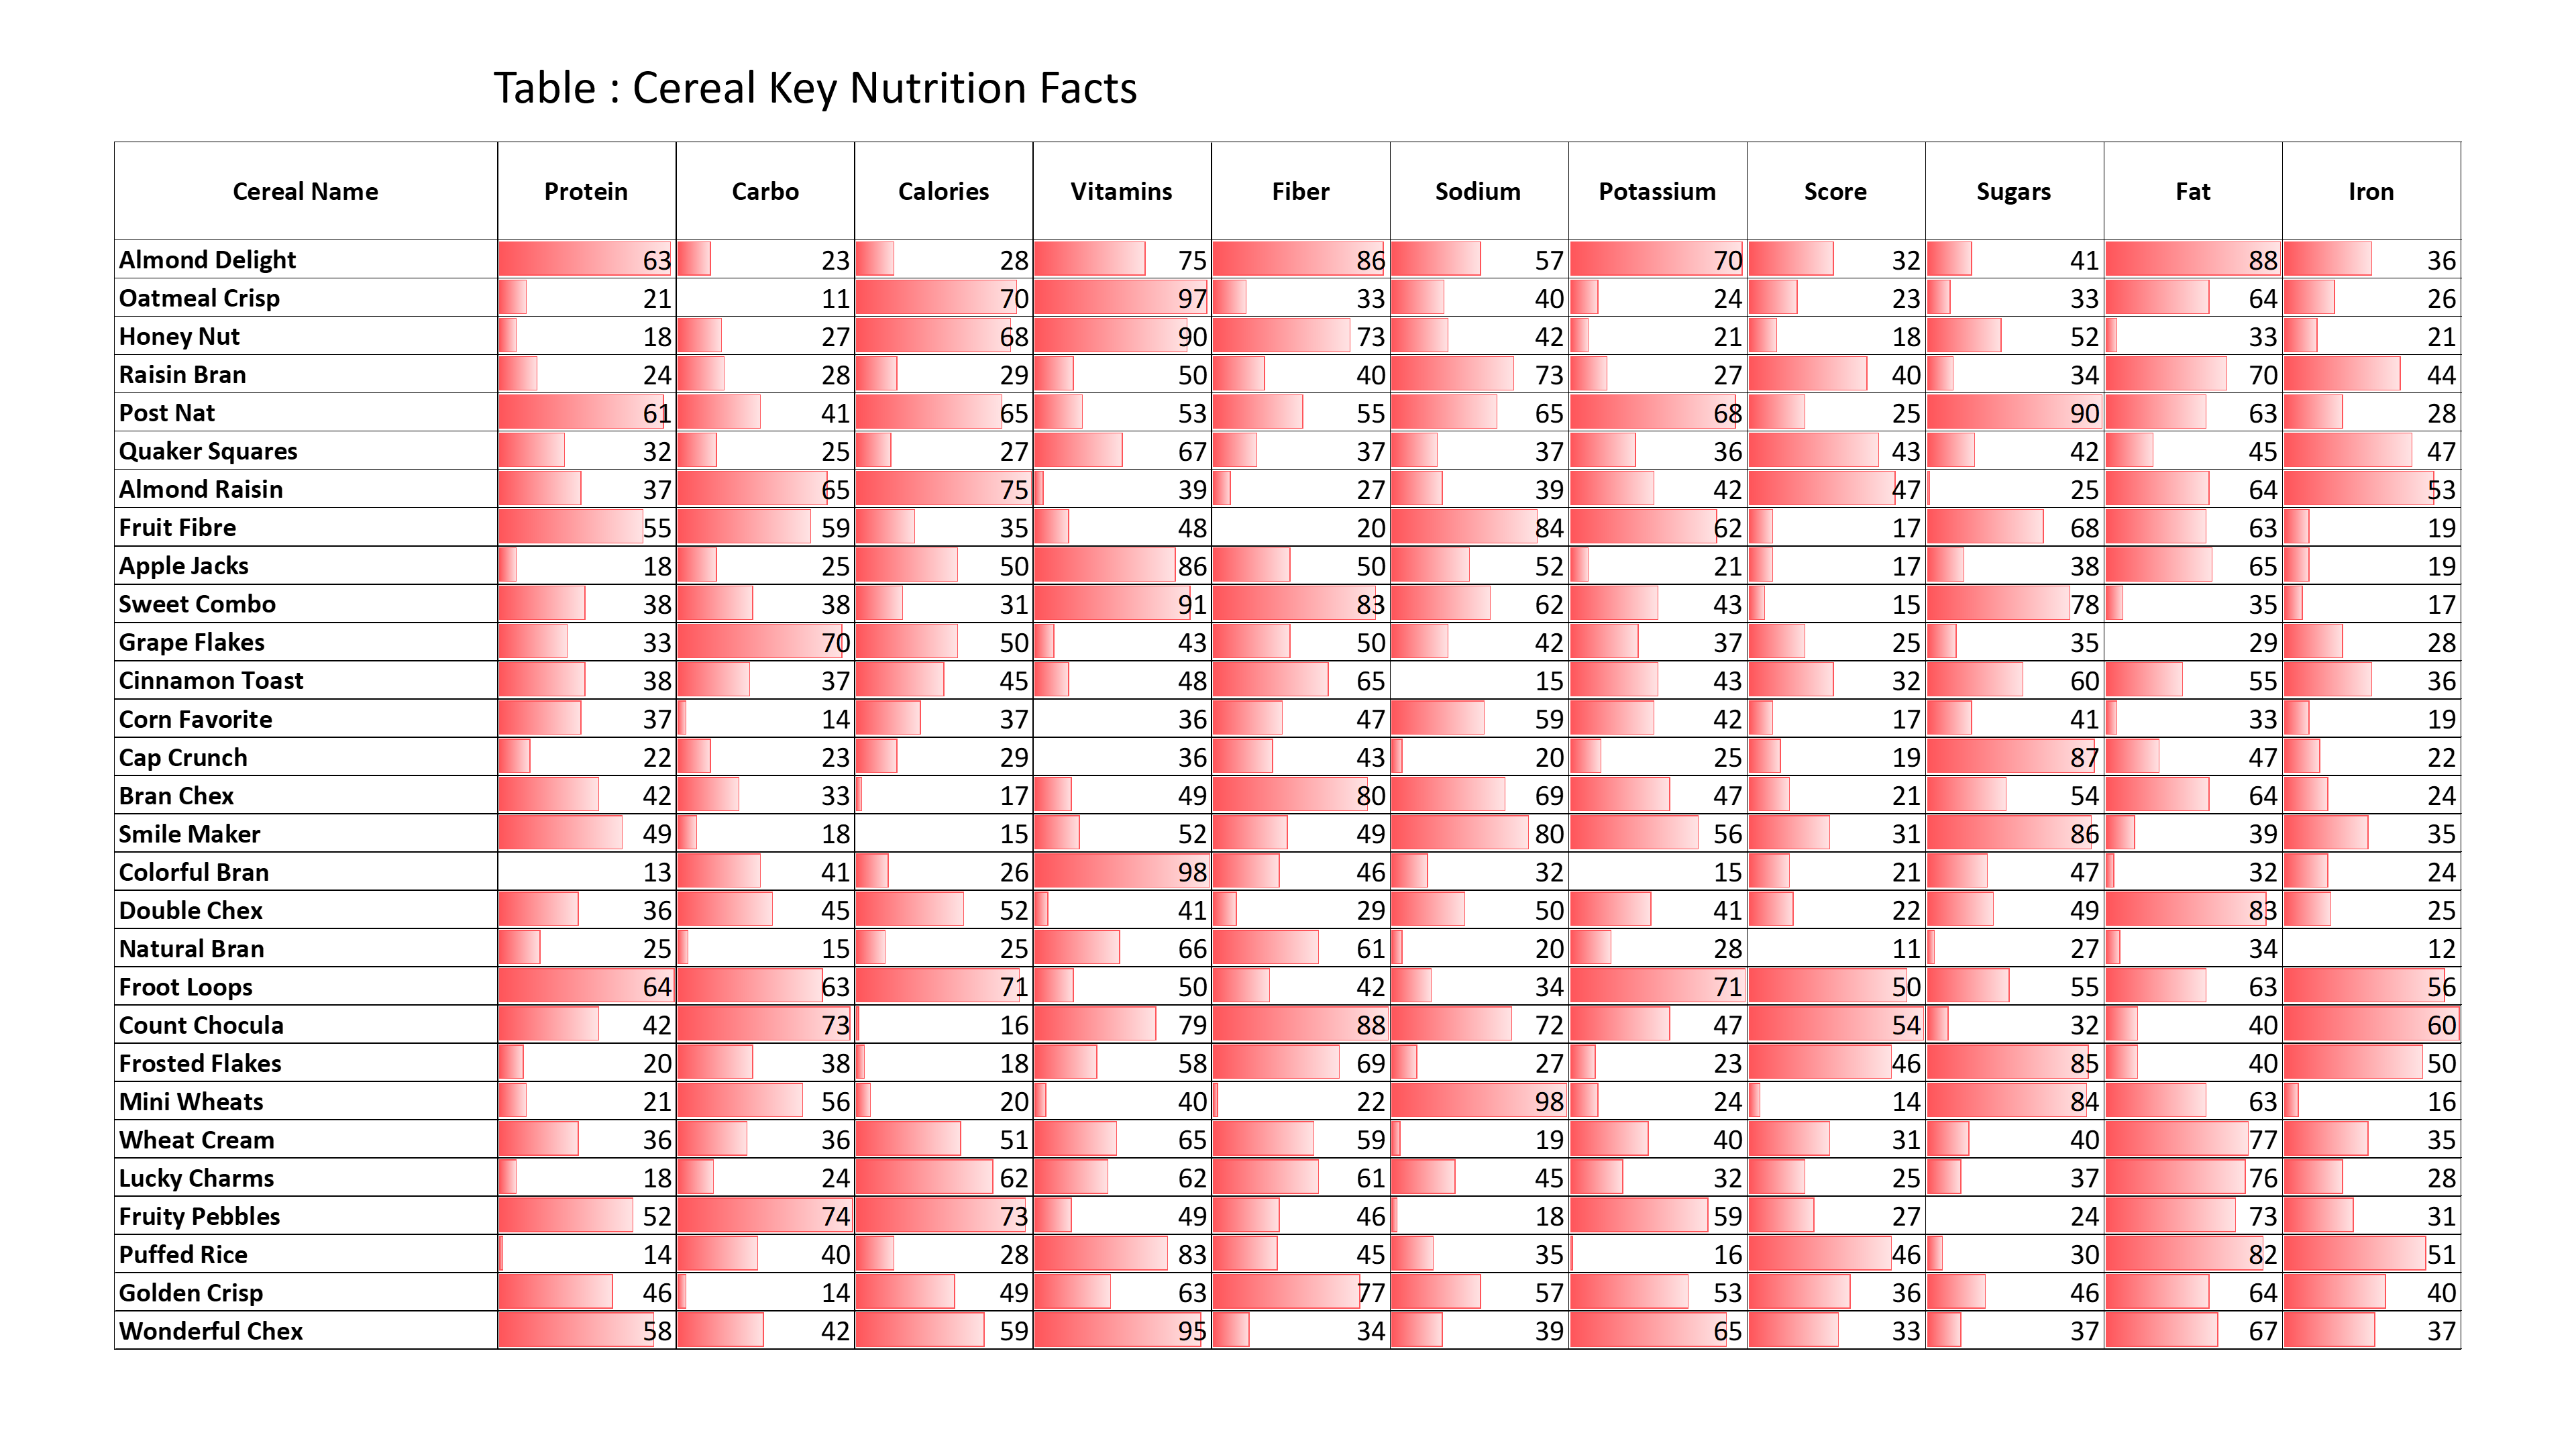 Table : Cereal Key Nutrition Facts
Cereal Name Protein Carbo Calories Vitamins Fiber Sodium Potassium Score Sugars Fat Iron
Almond Delight 63 23 28 75 86 57 70 32 41 88 36
Oatmeal Crisp 21 11 70 97 33 40 24 23 33 64 26
Honey Nut 18 27 68 90 73 42 21 18 52 33 21
Raisin Bran 24 28 29 50 40 73 27 40 34 70 44
Post Nat 61 41 65 53 55 65 68 25 90 63 28
Quaker Squares 32 25 27 67 37 37 36 43 42 45 47
Almond Raisin 37 65 75 39 27 39 42 47 25 64 53
Fruit Fibre 55 59 35 48 20 84 62 17 68 63 19
Apple Jacks 18 25 50 86 50 52 21 17 38 65 19
Sweet Combo 38 38 31 91 83 62 43 15 78 35 17
Grape Flakes 33 70 50 43 50 42 37 25 35 29 28
Cinnamon Toast 38 37 45 48 65 15 43 32 60 55 36
Corn Favorite 37 14 37 36 47 59 42 17 41 33 19
Cap Crunch 22 23 29 36 43 20 25 19 87 47 22
Bran Chex 42 33 17 49 80 69 47 21 54 64 24
Smile Maker 49 18 15 52 49 80 56 31 86 39 35
Colorful Bran 13 41 26 98 46 32 15 21 47 32 24
Double Chex 36 45 52 41 29 50 41 22 49 83 25
Natural Bran 25 15 25 66 61 20 28 11 27 34 12
Froot Loops 64 63 71 50 42 34 71 50 55 63 56
Count Chocula 42 73 16 79 88 72 47 54 32 40 60
Frosted Flakes 20 38 18 58 69 27 23 46 85 40 50
Mini Wheats 21 56 20 40 22 98 24 14 84 63 16
Wheat Cream 36 36 51 65 59 19 40 31 40 77 35
Lucky Charms 18 24 62 62 61 45 32 25 37 76 28
Fruity Pebbles 52 74 73 49 46 18 59 27 24 73 31
Puffed Rice 14 40 28 83 45 35 16 46 30 82 51
Golden Crisp 46 14 49 63 77 57 53 36 46 64 40
Wonderful Chex 58 42 59 95 34 39 65 33 37 67 37